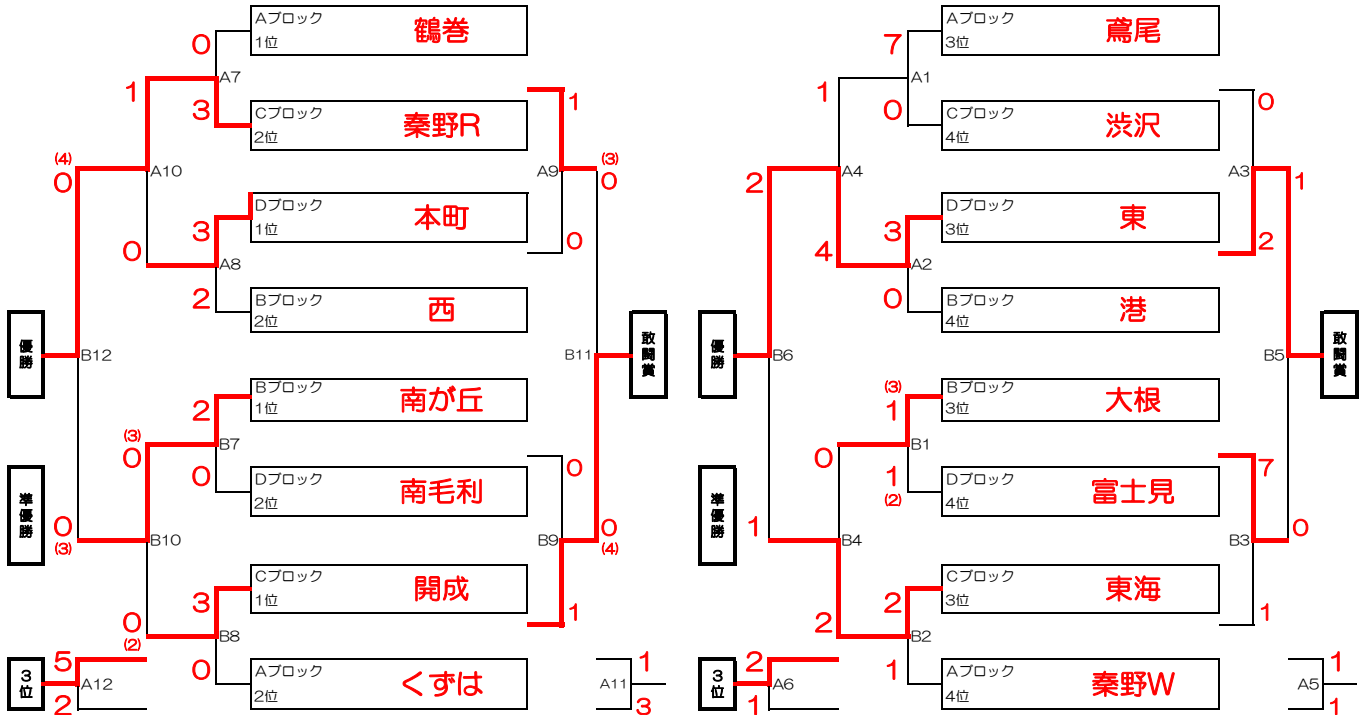 Aブロック
1位
鶴巻
0
A7
1
3
Cブロック
2位
秦野R
1
(4)
0
A10
A9
(3)
0
Dブロック
1位
本町
3
0
A8
0
2
Bブロック
2位
西
優勝
B12
B11
敢闘賞
Bブロック
1位
南が丘
2
(3)
0
B7
0
Dブロック
2位
南毛利
0
準優勝
0
(3)
B10
B9
0
(4)
Cブロック
1位
開成
3
0
(2)
B8
1
0
Aブロック
2位
くずは
3位
5
A12
2
1
A11
3
Aブロック
3位
鳶尾
7
A1
1
0
Cブロック
4位
渋沢
0
2
A4
A3
1
Dブロック
3位
東
3
4
A2
2
0
Bブロック
4位
港
優勝
B6
B5
敢闘賞
Bブロック
3位
大根
(3)
1
B1
0
1
(2)
Dブロック
4位
富士見
7
準優勝
1
B4
B3
0
Cブロック
3位
東海
2
2
B2
1
1
Aブロック
4位
秦野W
3位
2
A6
1
1
A5
1